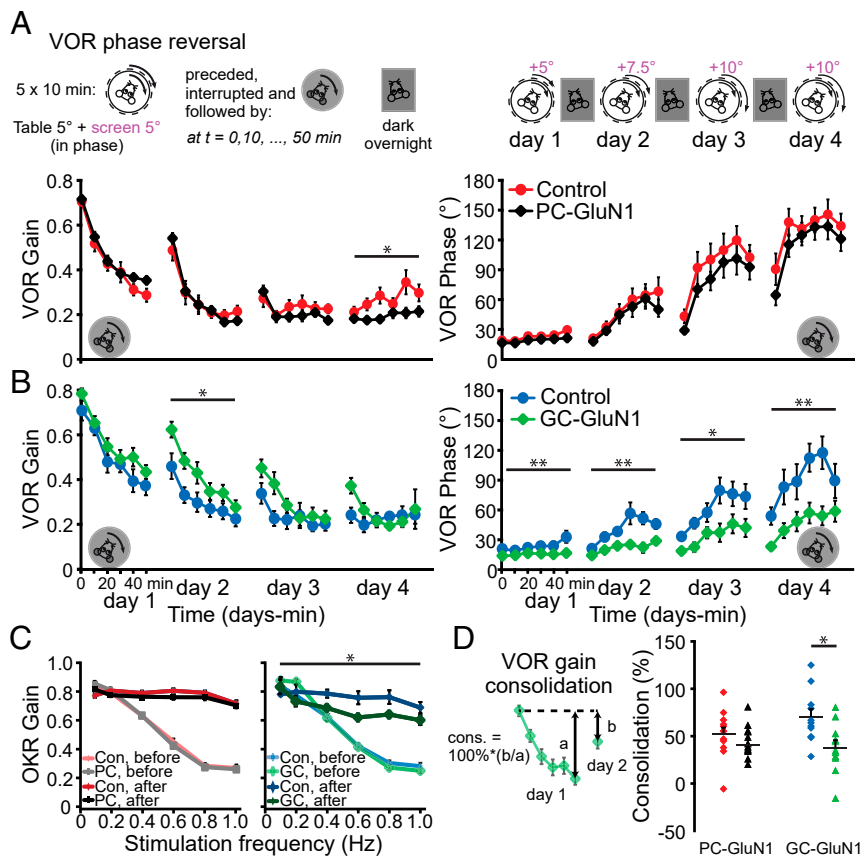 A
VOR phase reversal
5 x 10 min:
Table 5° + screen 5°
(in phase)
preceded,
interrupted and
followed by:
at t = 0,10, ..., 50 min
dark
overnight
+5° +7.5° +10° +10°
day 1 day 2 day 3 day 4
VOR Gain
0.8
0.6
0.4
0.2
0
*
VOR Phase (°)
180
150
120
90
60
30
0
Control
PC-GluN1
B
VOR Gain
0.8
0.6
0.4
0.2
0
*
0 20 40 min
day 1 day 2 day 3 day 4
Time (days-min)
VOR Phase (°)
180
150
120
90
60
30
0
Control
GC-GluN1
** ** * **
0 20 40 min
day 1 day 2 day 3 day 4
Time (days-min)
C
OKR Gain
1.0
0.8
0.6
0.4
0.2
0
Con, before
PC, before
Con, after
PC, after
0 0.2 0.6 1.0
*
Con, before
GC, before
Con, after
GC, after
0 0.2 0.6 1.0
Stimulation frequency (Hz)
D
VOR gain
consolidation
cons. =
100%*(b/a)
a
b
day 1
day 2
Consolidation (%)
150
100
50
0
-50
*
PC-GluN1 GC-GluN1